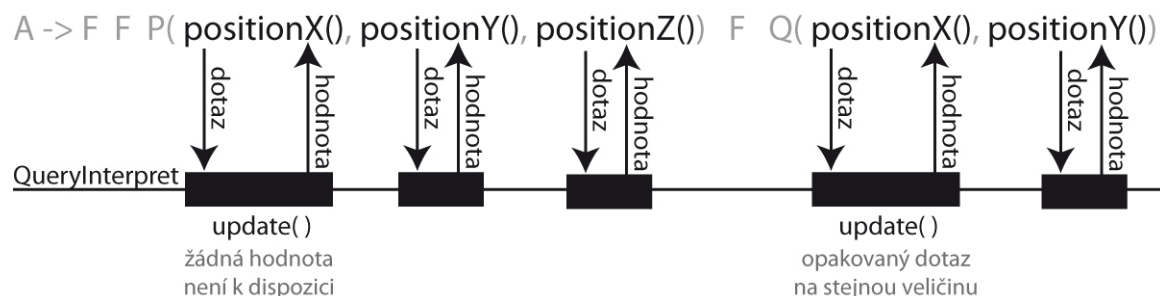 A -> F F P( positionX(), positionY(), positionZ()) F Q( positionX(), positionY())
dotaz hodnota dotaz hodnota dotaz hodnota dotaz hodnota dotaz hodnota
QueryInterpret
update( ) update( )
žádná hodnota opakovaný dotaz
není k dispozici na stejnou veličinu